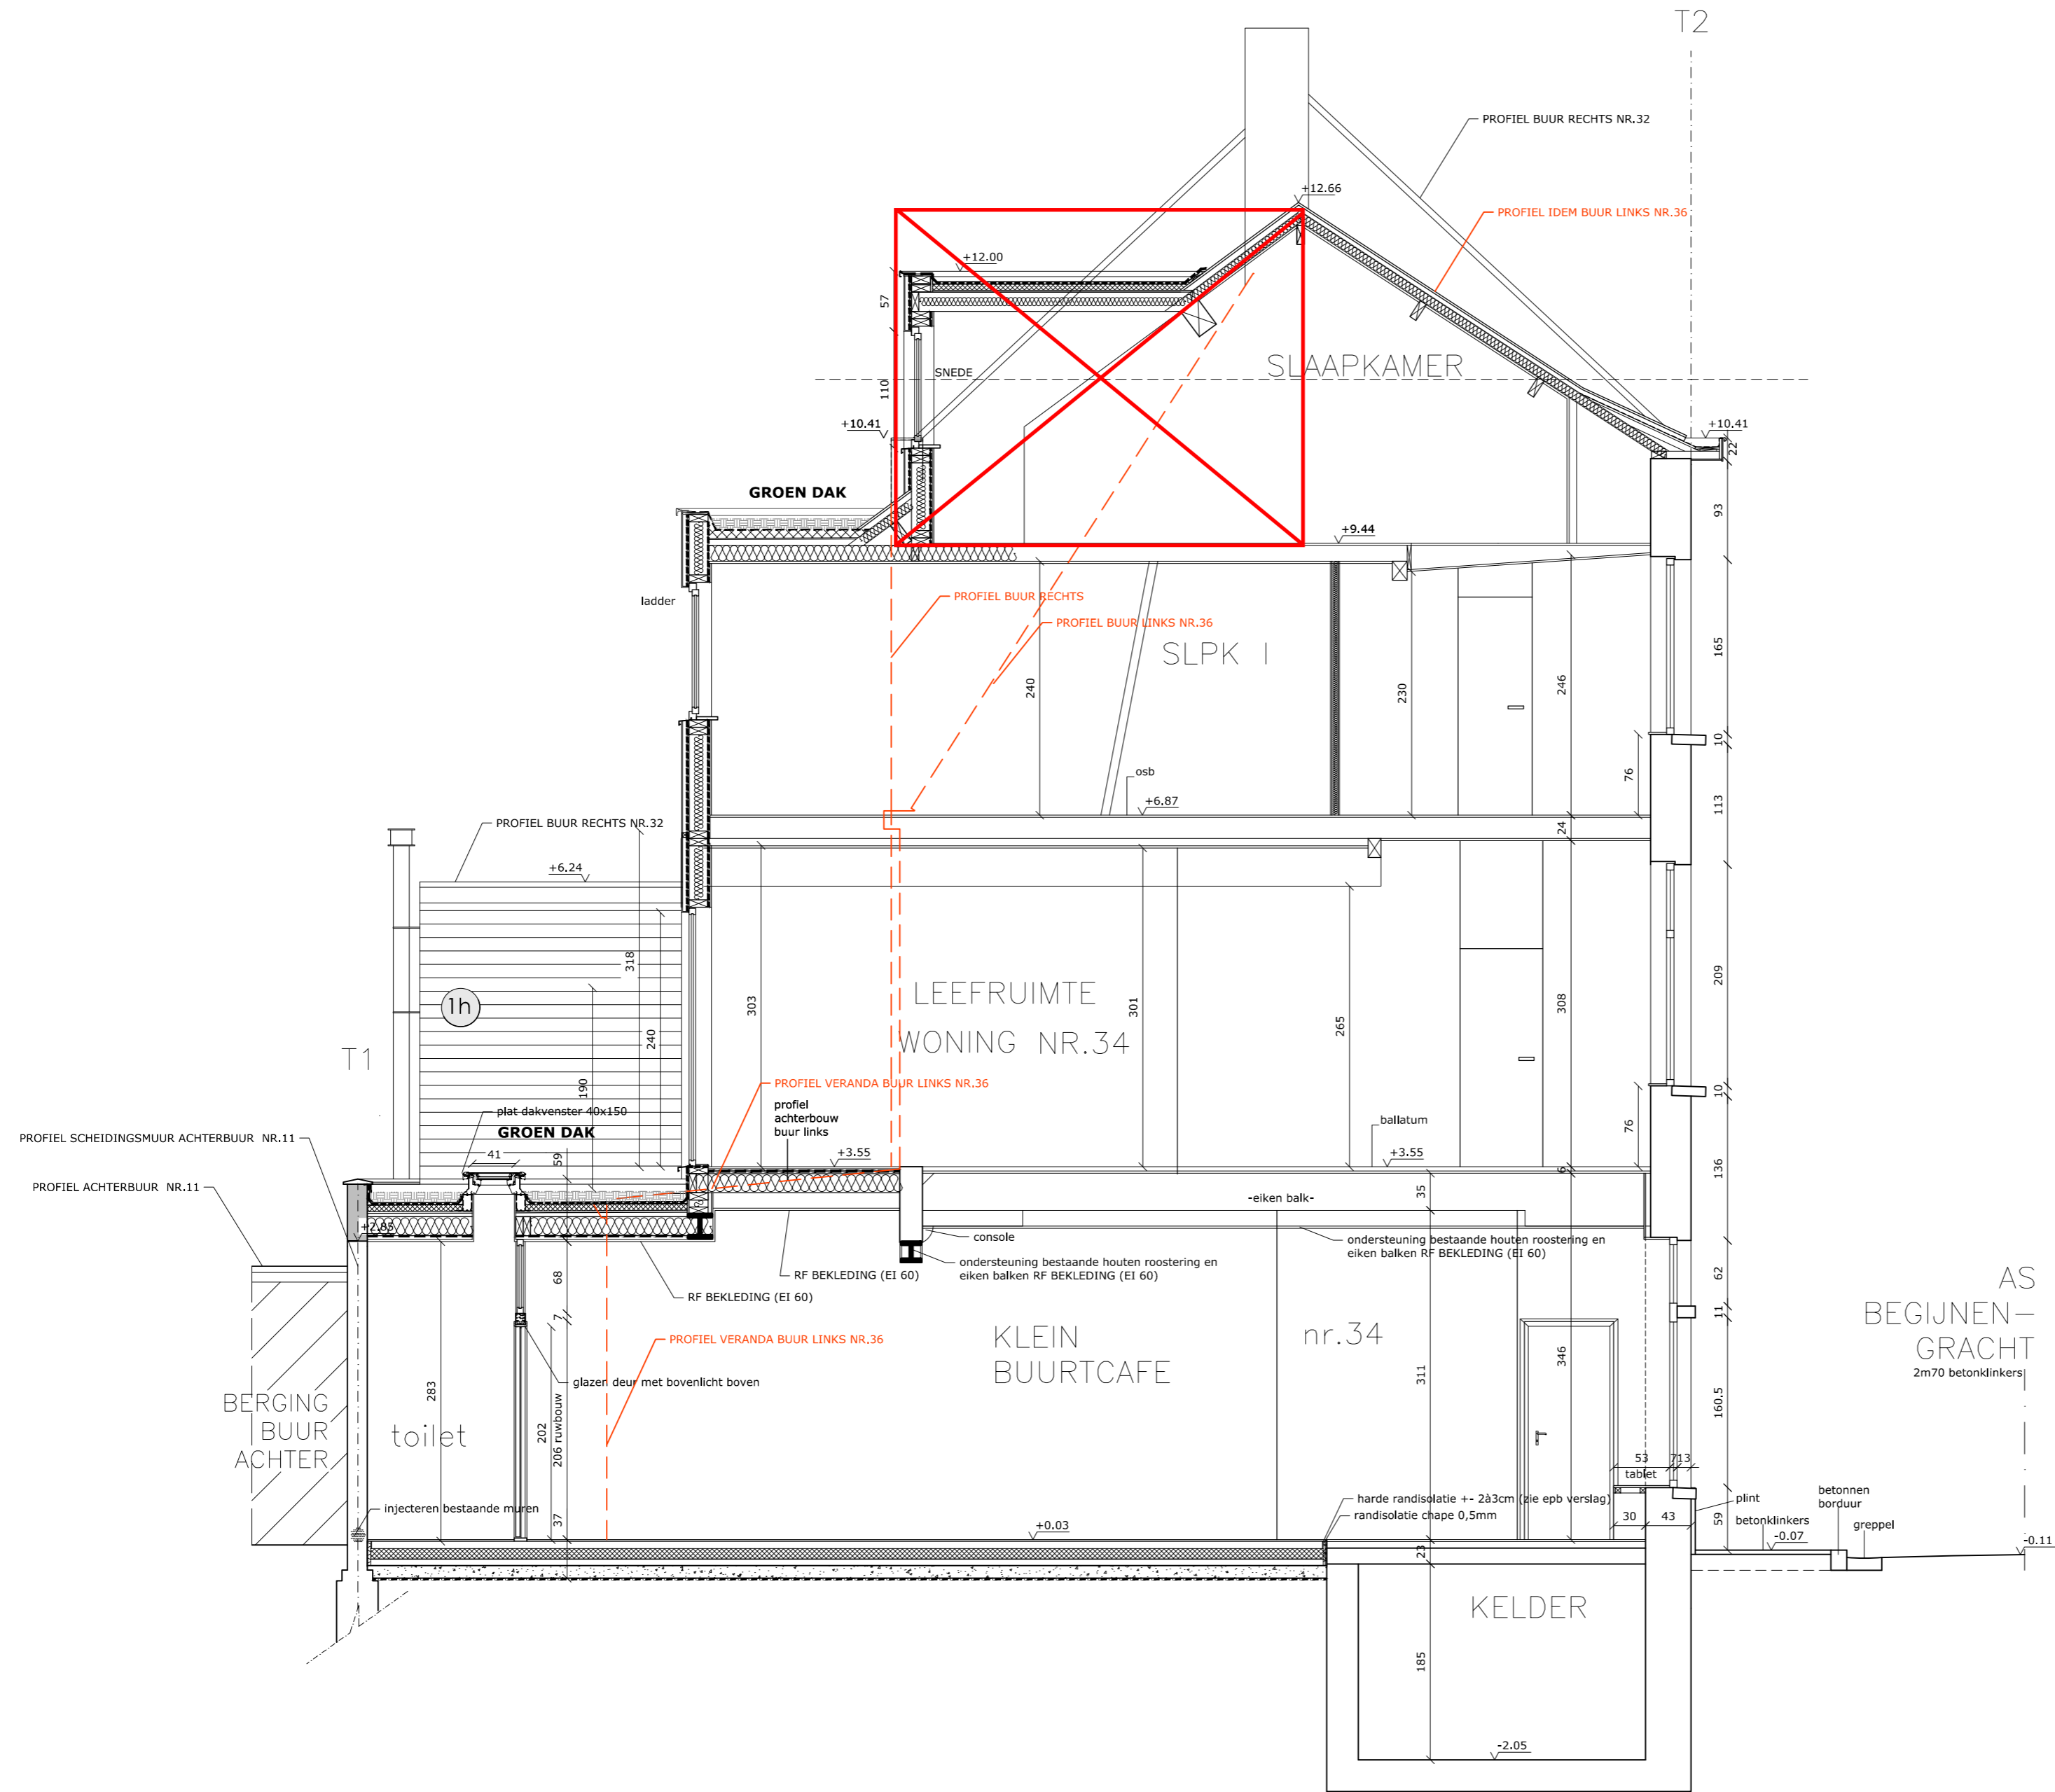 T2
PROFIEL BUUR RECHTS NR.32
+12.66
PROFIEL IDEM BUUR LINKS NR.36
+12.00
57
SLAAPKAMER
SNEDE
110
+10.41
+10.41
22
GROEN DAK
93
+9.44
ladder
PROFIEL BUUR RECHTS
PROFIEL BUUR LINKS NR.36
SLPK I
165
240
230
246
10
osb
76
+6.87
113
PROFIEL BUUR RECHTS NR.32
24
+6.24
318
209
1h
LEEFRUIMTE
WONING NR.34
303
301
265
308
240
T1
190
PROFIEL VERANDA BUUR LINKS NR.36
10
plat dakvenster 40x150
profiel
achterbouw
buur links
ballatum
76
GROEN DAK
PROFIEL SCHEIDINGSMUUR ACHTERBUUR NR.11
136
41
59
+3.55
+3.55
6
PROFIEL ACHTERBUUR NR.11
35
-eiken balk-
+2.85
console
ondersteuning bestaande houten roostering en
eiken balken RF BEKLEDING (EI 60)
ondersteuning bestaande houten roostering en
eiken balken RF BEKLEDING (EI 60)
RF BEKLEDING (EI 60)
68
62
AS
BEGIJNEN-
GRACHT
2m70 betonklinkers
RF BEKLEDING (EI 60)
7
11
KLEIN
BUURTCAFE
nr.34
PROFIEL VERANDA BUUR LINKS NR.36
346
glazen deur met bovenlicht boven
283
311
160.5
BERGING
BUUR
ACHTER
toilet
202
206 ruwbouw
53
713
tablet
plint
betonnen
borduur
injecteren bestaande muren
harde randisolatie +- 2à3cm (zie epb verslag)
randisolatie chape 0,5mm
37
30
43
59
betonklinkers
greppel
+0.03
-0.07
-0.11
23
KELDER
185
-2.05